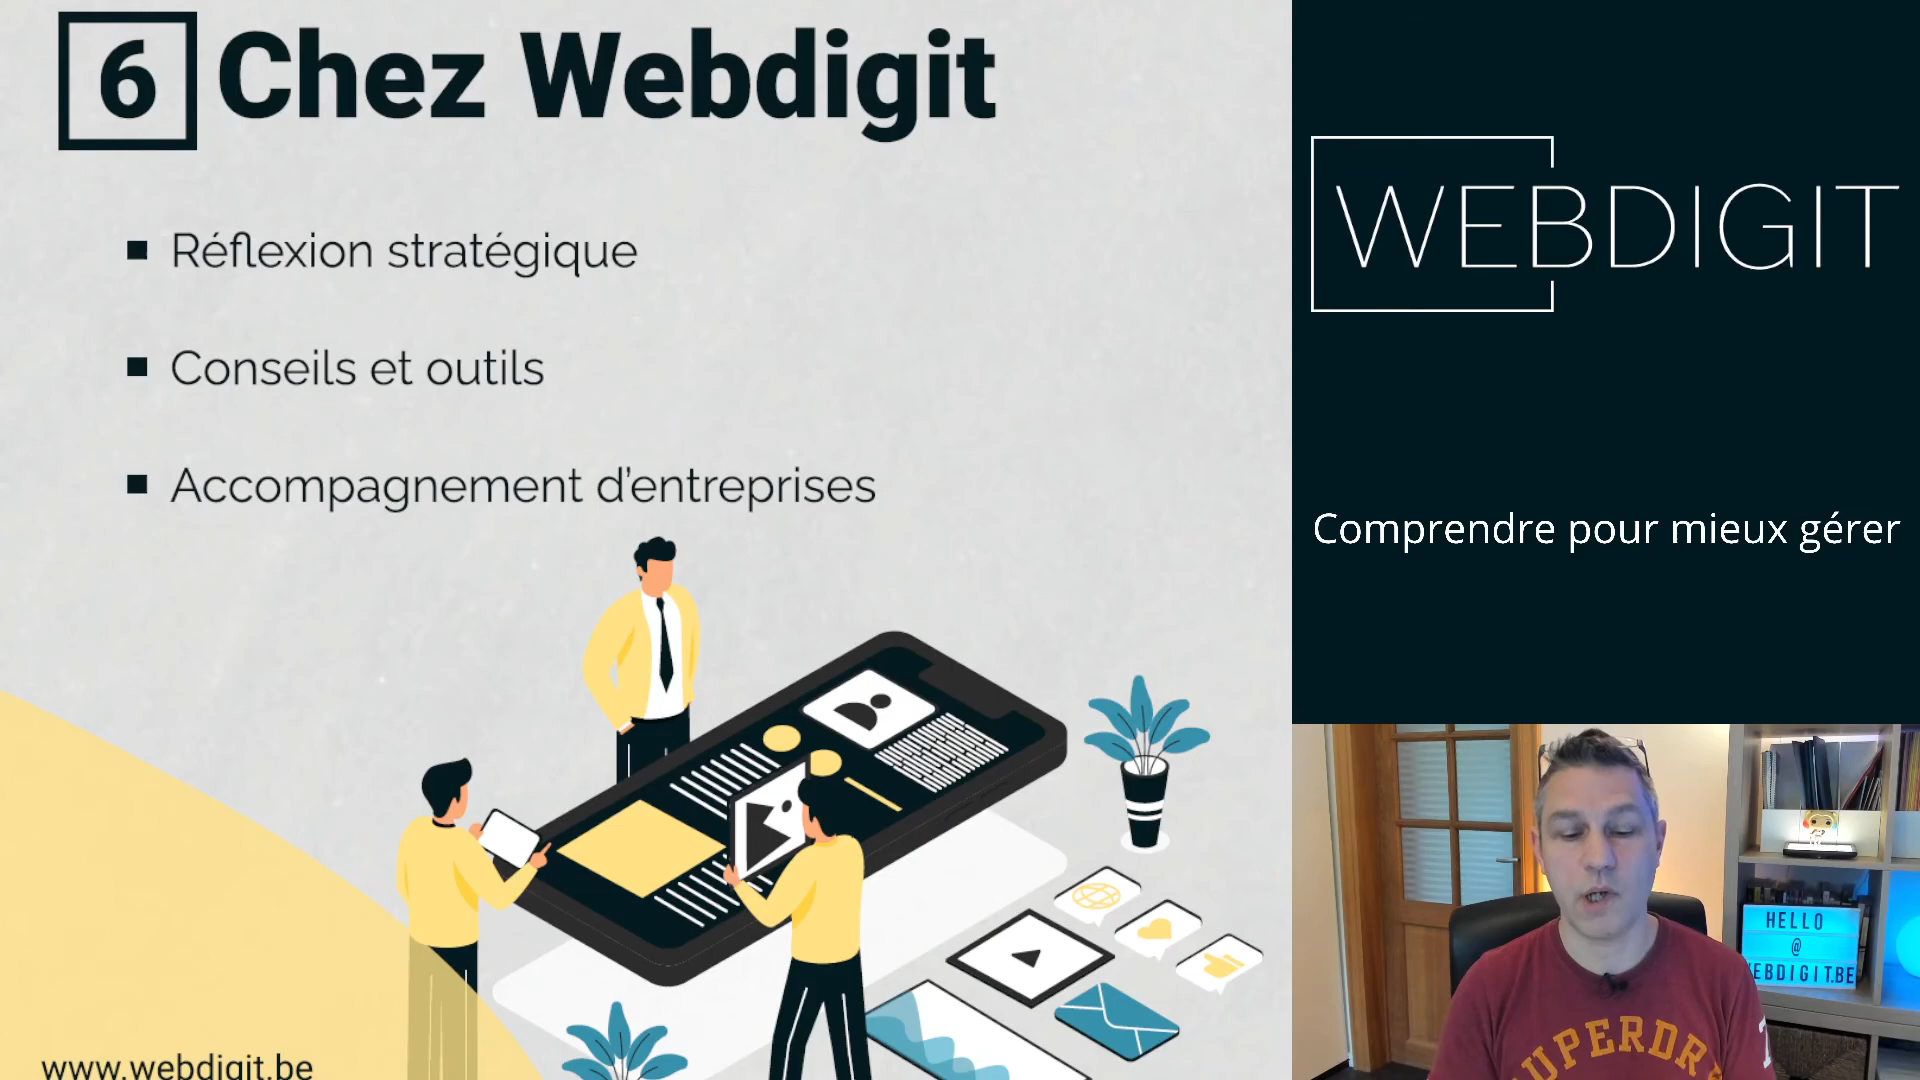 6 Chez Webdigit
Réflexion stratégique
Conseils et outils
Accompagnement d'entreprises
www.webdigit.be
WEBDIGIT
Comprendre pour mieux gérer
HELLO
@
EBDIGIT.BE
UPERDR